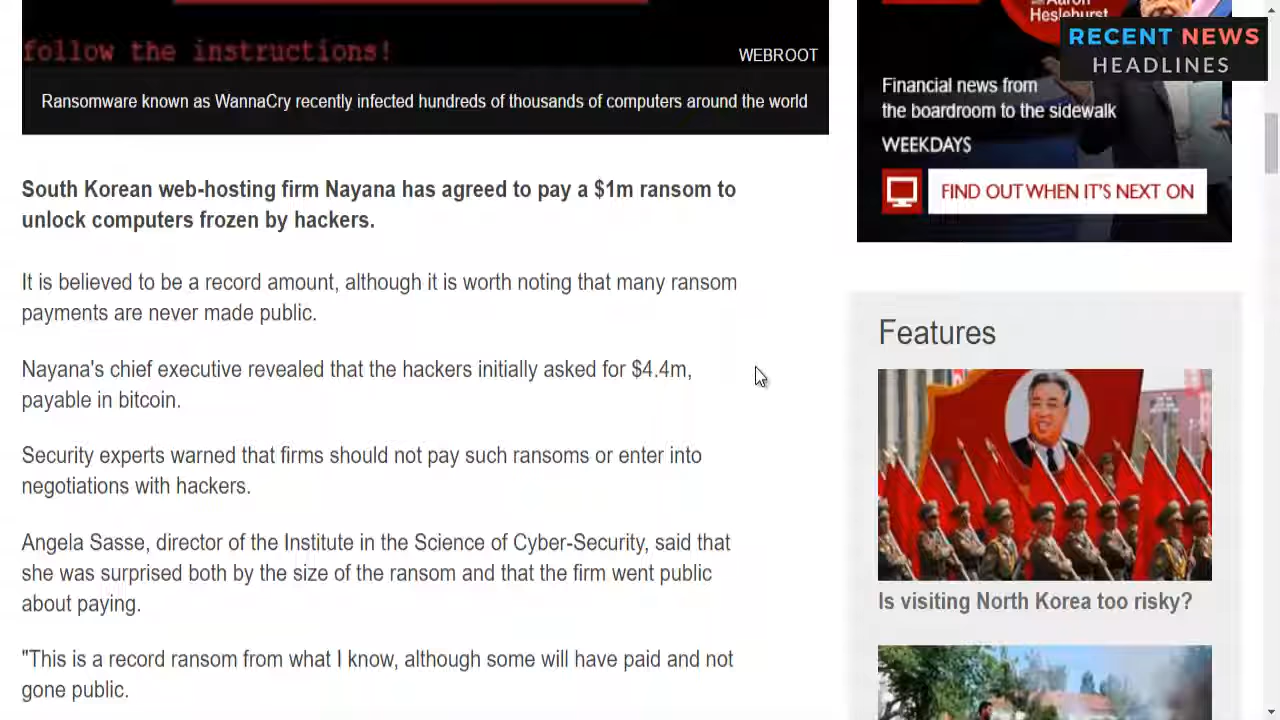 follow the instructions!
WEBROOT
Ransomware known as WannaCry recently infected hundreds of thousands of computers around the world
South Korean web-hosting firm Nayana has agreed to pay a $1m ransom to
unlock computers frozen by hackers.
It is believed to be a record amount, although it is worth noting that many ransom
payments are never made public.
Nayana's chief executive revealed that the hackers initially asked for $4.4m,
payable in bitcoin.
Security experts warned that firms should not pay such ransoms or enter into
negotiations with hackers.
Angela Sasse, director of the Institute in the Science of Cyber-Security, said that
she was surprised both by the size of the ransom and that the firm went public
about paying.
"This is a record ransom from what I know, although some will have paid and not
gone public.
Aaron
Heslehurst
RECENT NEWS
HEADLINES
Financial news from
the boardroom to the sidewalk
WEEKDAYS
FIND OUT WHEN IT'S NEXT ON
Features
Is visiting North Korea too risky?